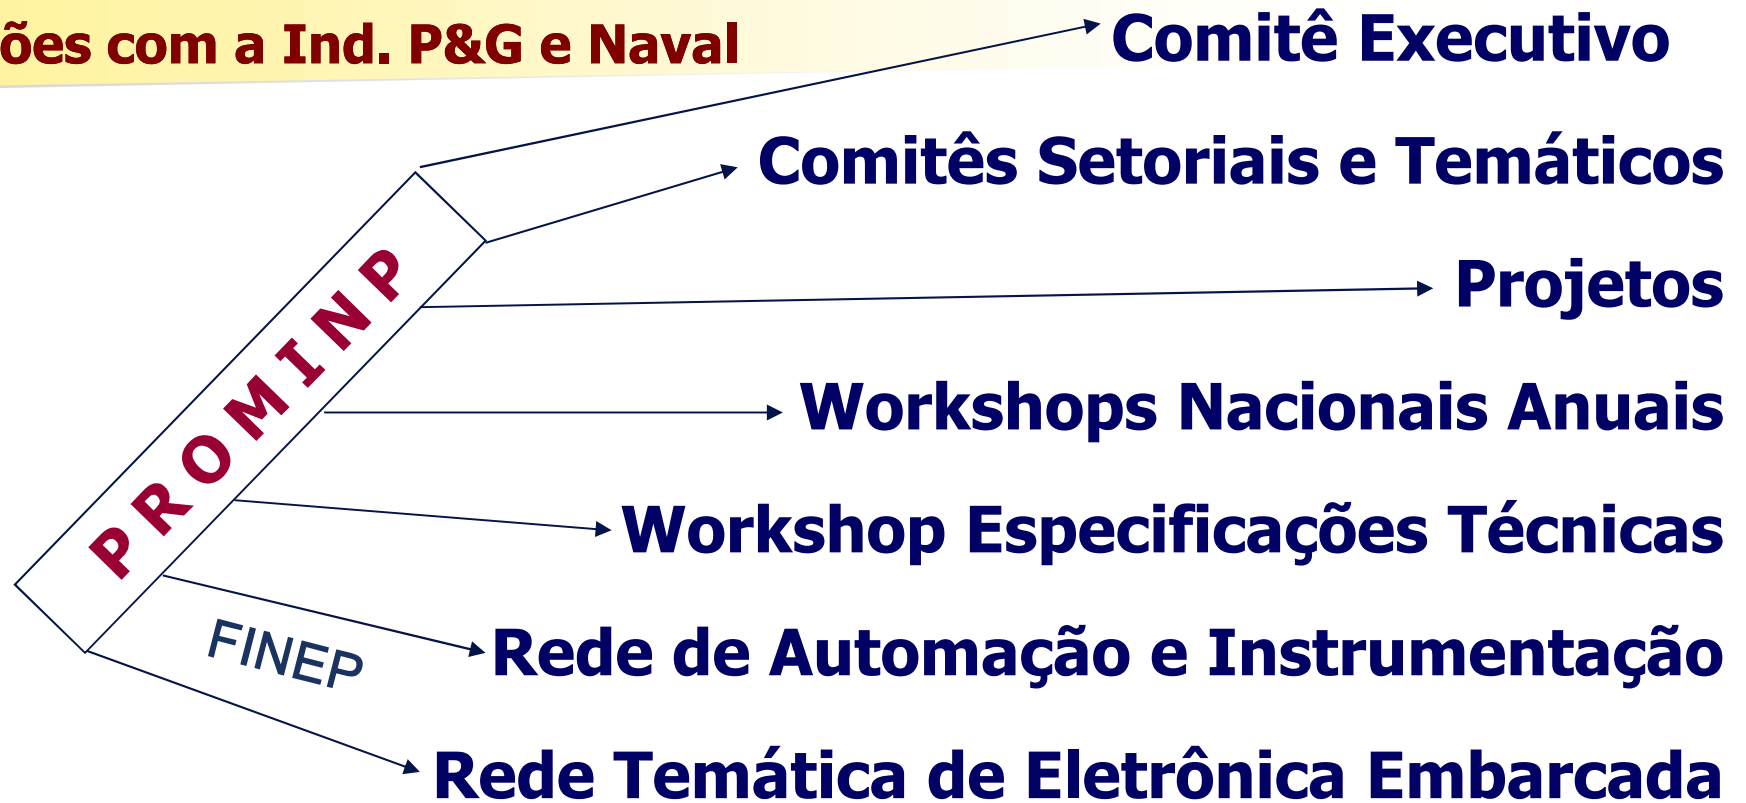 ões com a Ind. P&G e Naval
Comitê Executivo
Comitês Setoriais e Temáticos
Projetos
PROMINP
Workshops Nacionais Anuais
Workshop Especificações Técnicas
FINEP
Rede de Automação e Instrumentação
Rede Temática de Eletrônica Embarcada